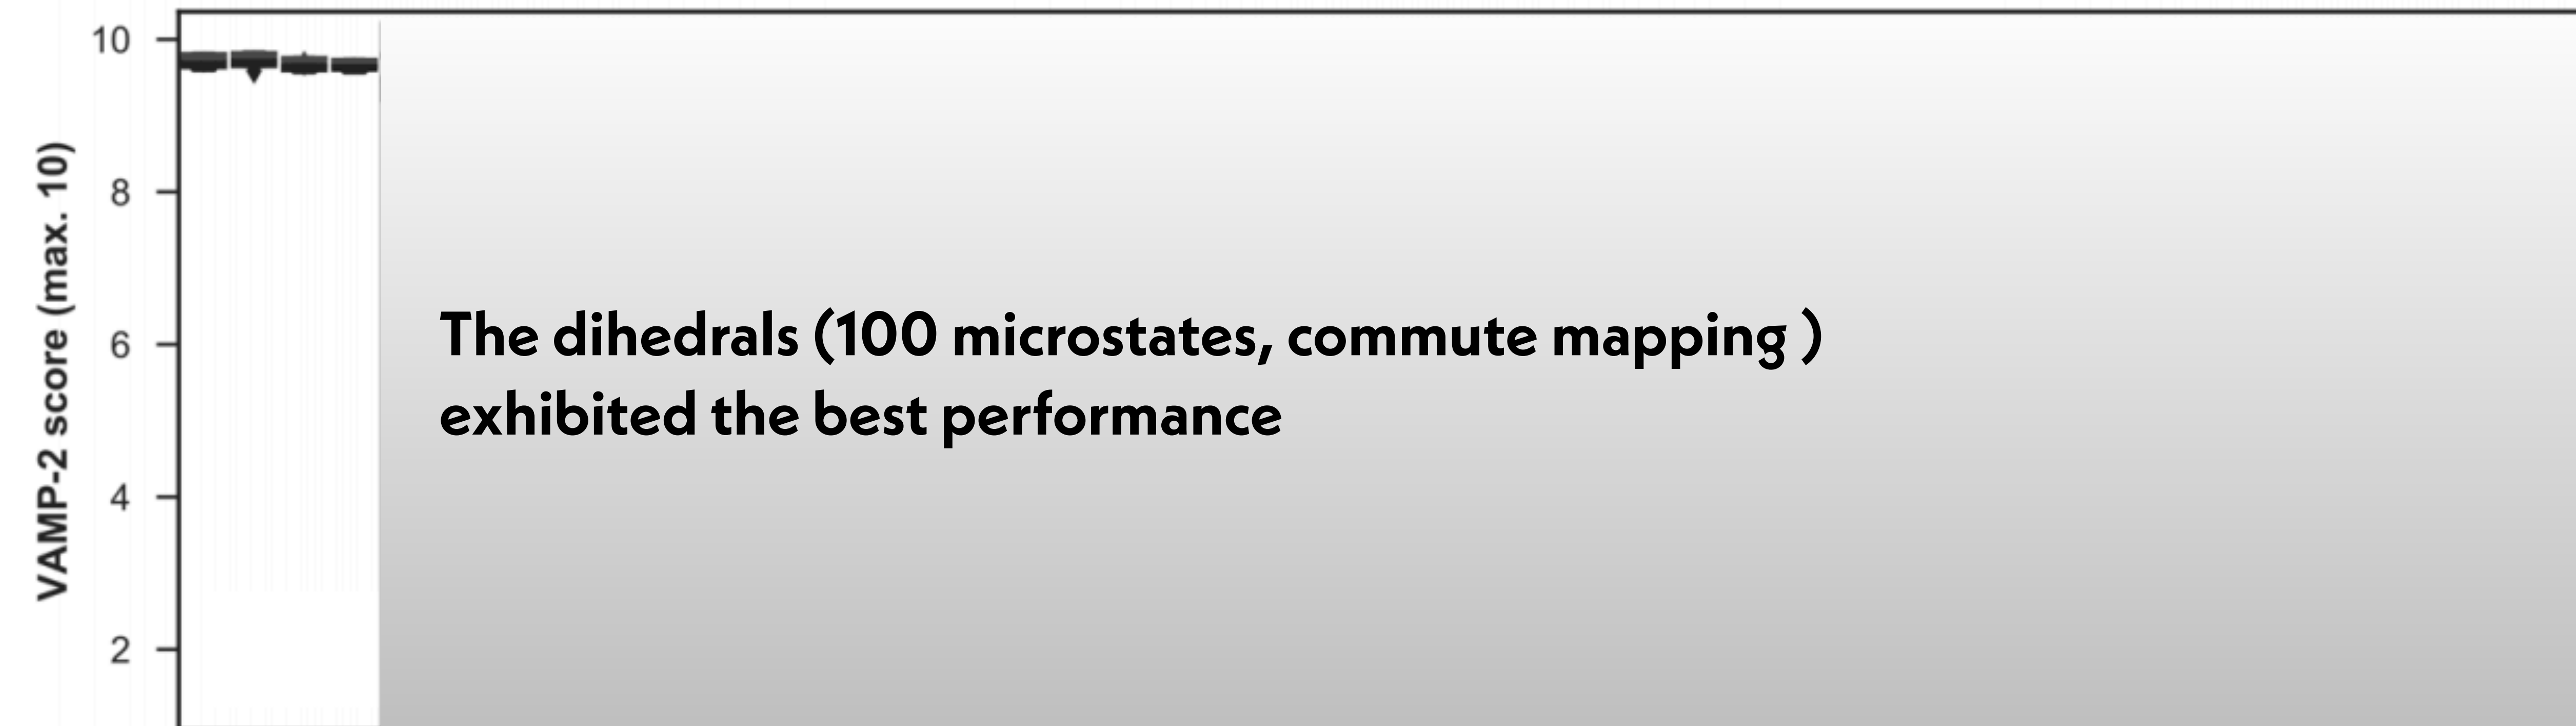 VAMP-2 score (max. 10)
10
8
6
4
2
The dihedrals (100 microstates, commute mapping )
exhibited the best performance